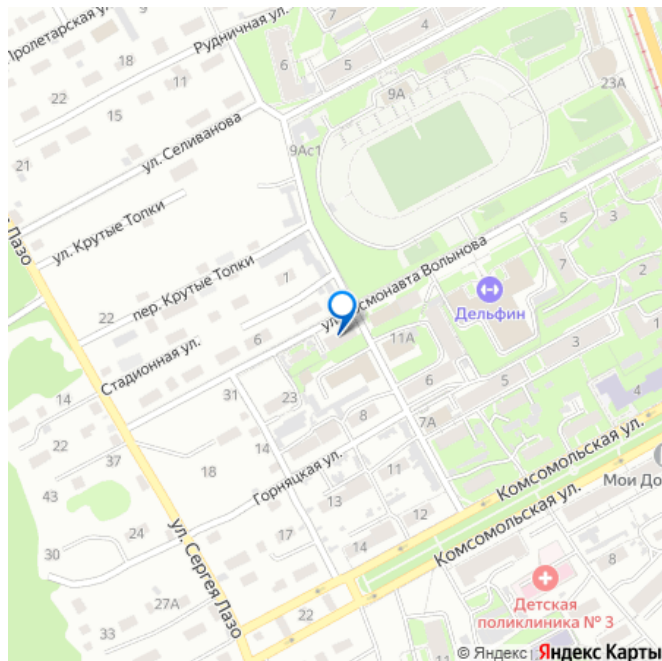 Пролетарская ул.
Рудничная ул.
7
18
6
5
11
22
15
9А
23А
21
ул. Селиванова
9Ас1
Лазо
ул. Крутые Топки
ул. Космонавта Волынова
5
3
пер. Крутые Топки
1
7
2
22
Дельфин
6
11А
3
Стадионная ул.
14
31
23
6
5
4
22
8
7А
37
14
Комсомольская ул.
43
18
Горняцкая ул.
11
Мои До
13
12
Комсомольская ул.
24
17
14
30
ул. Сергея Лазо
8
27А
22
Детская
поликлиника № 3
33
© Яндекс Яндекс Карты